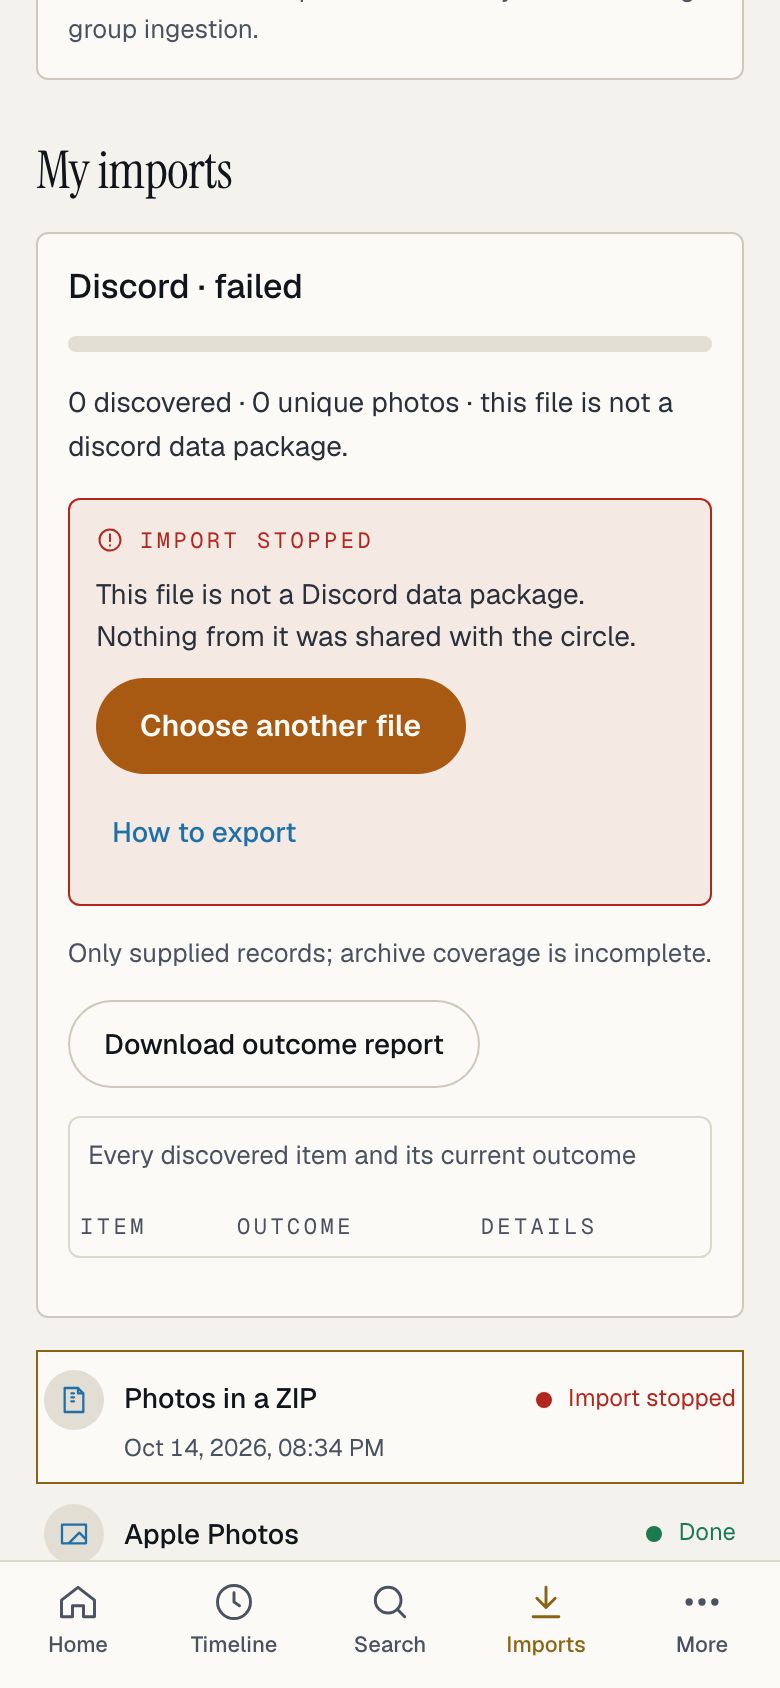 group ingestion.
My imports
Discord · failed
0 discovered · 0 unique photos · this file is not a
discord data package.
IMPORT STOPPED
This file is not a Discord data package.
Nothing from it was shared with the circle.
Choose another file
How to export
Only supplied records; archive coverage is incomplete.
Download outcome report
Every discovered item and its current outcome
ITEM OUTCOME DETAILS
Photos in a ZIP Import stopped
Oct 14, 2026, 08:34 PM
Apple Photos Done
Home Timeline Search Imports More